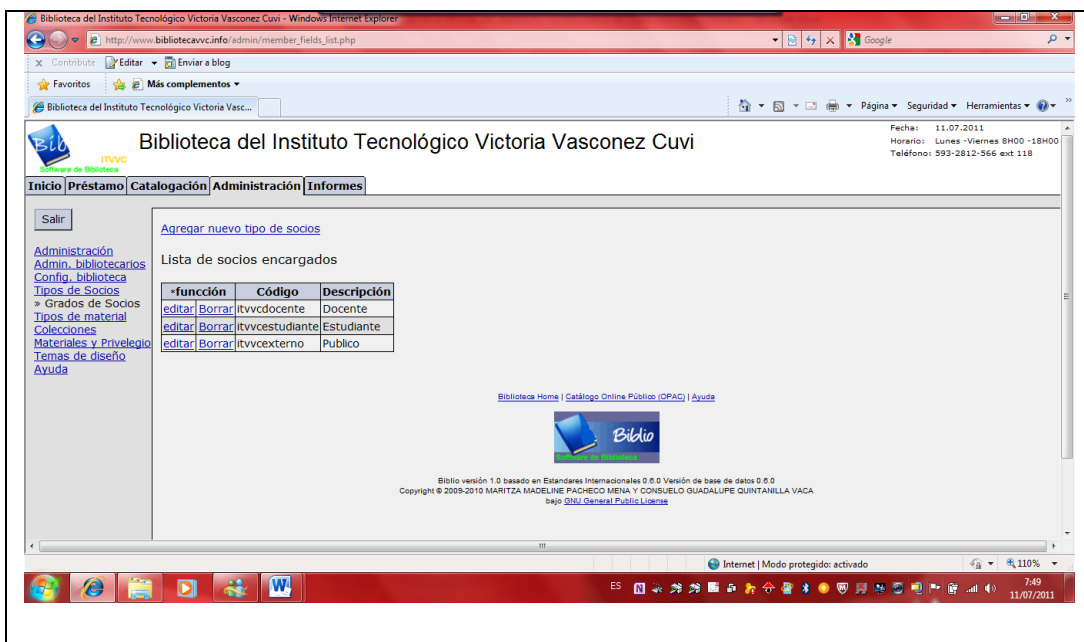 Biblioteca del Instituto Tecnológico Victoria Vasconez Cuvi - Windows Internet Explorer
http://www.bibliotecavvc.info/admin/member_fields_list.php
Google
x Contribute Editar Enviar a blog
Favoritos Más complementos
Biblioteca del Instituto Tecnológico Victoria Vasc...
Página Seguridad Herramientas
Bib
ITVVC
Software de Biblioteca
Biblioteca del Instituto Tecnológico Victoria Vasconez Cuvi
Fecha: 11.07.2011
Horario: Lunes -Viernes 8H00 -18H00
Teléfono: 593-2812-566 ext 118
Inicio Préstamo Catalogación Administración Informes
Salir
Administración
Admin. bibliotecarios
Config. biblioteca
Tipos de Socios
» Grados de Socios
Tipos de material
Colecciones
Materiales y Privelegio
Temas de diseño
Ayuda
Agregar nuevo tipo de socios
Lista de socios encargados
*funcción Código Descripción
editar Borrar itvvcdocente Docente
editar Borrar itvvcestudiante Estudiante
editar Borrar itvvcexterno Publico
Biblioteca Home | Catálogo Online Público (OPAC) | Ayuda
Biblio
Software de Biblioteca
Biblio versión 1.0 basado en Estandares Internacionales 0.6.0 Versión de base de datos 0.6.0
Copyright © 2009-2010 MARITZA MADELINE PACHECO MENA Y CONSUELO GUADALUPE QUINTANILLA VACA
bajo GNU General Public License
Internet | Modo protegido: activado
110%
ES
7:49
11/07/2011